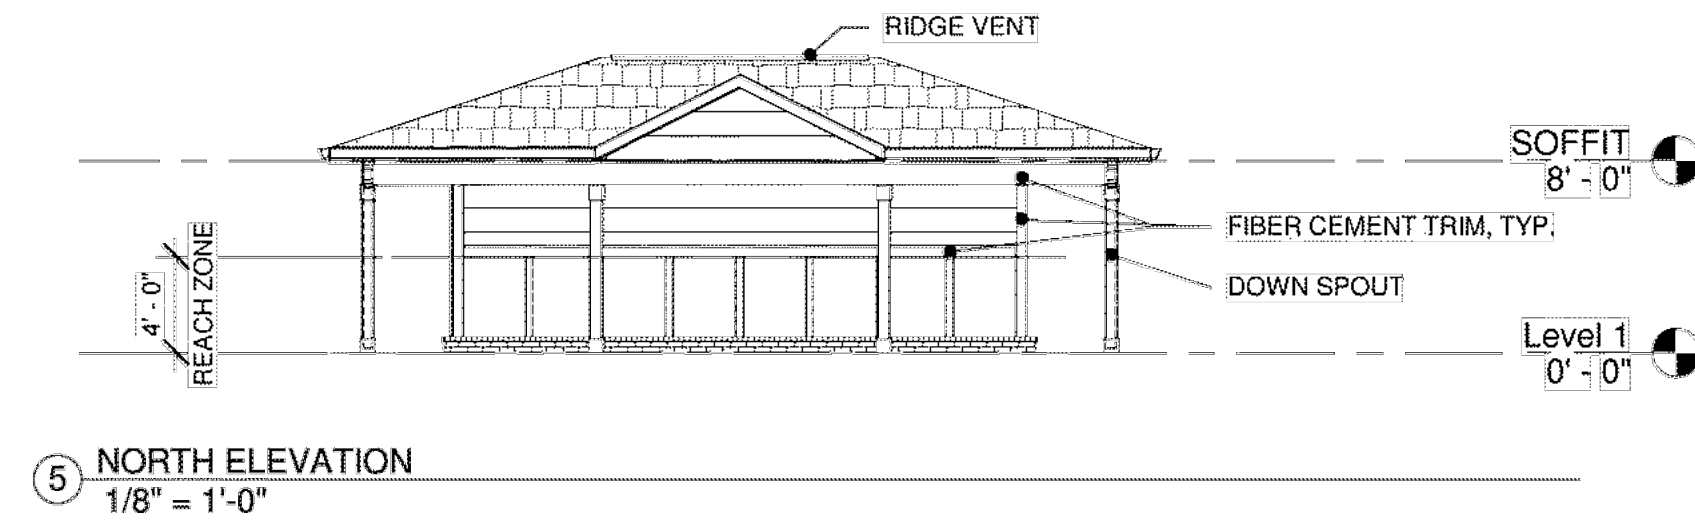 RIDGE VENT
SOFFIT
8' - 0"
FIBER CEMENT TRIM, TYP.
REACH ZONE
4' - 0"
DOWN SPOUT
Level 1
0' - 0"
5 NORTH ELEVATION
1/8" = 1'-0"